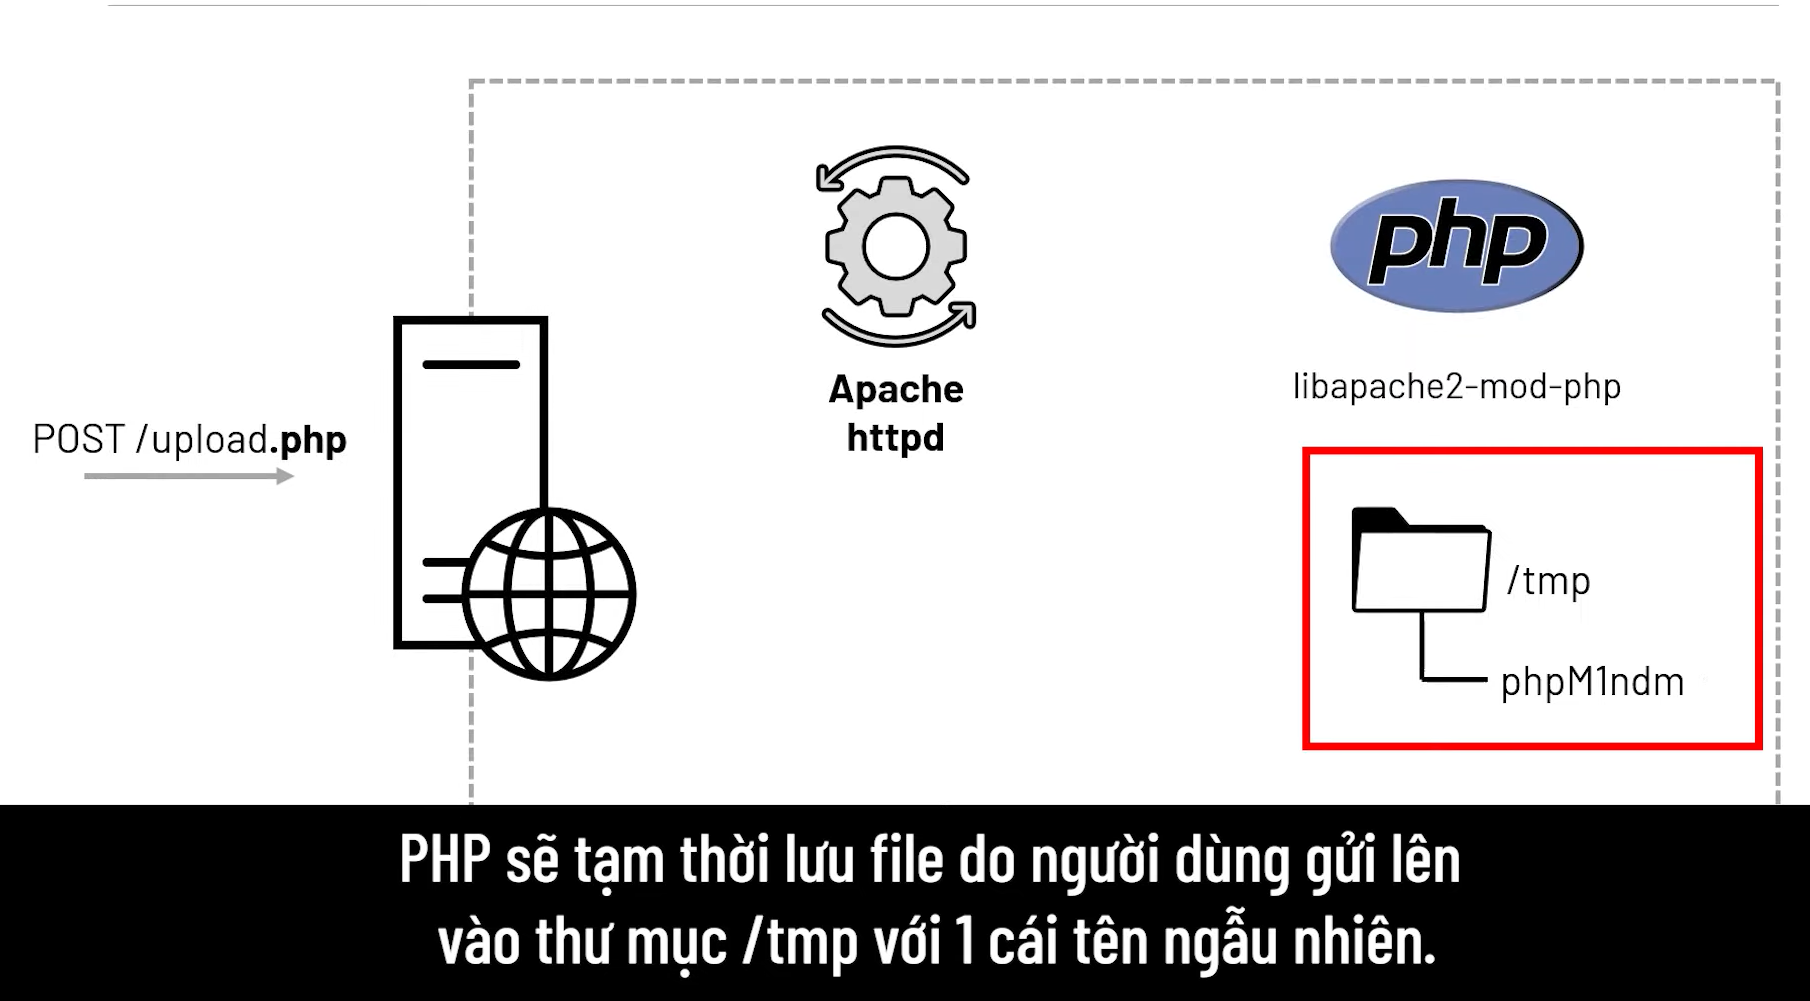 POST /upload.php
Apache
httpd
php
libapache2-mod-php
/tmp
phpM1ndm
PHP sẽ tạm thời lưu file do người dùng gửi lên
vào thư mục /tmp với 1 cái tên ngẫu nhiên.